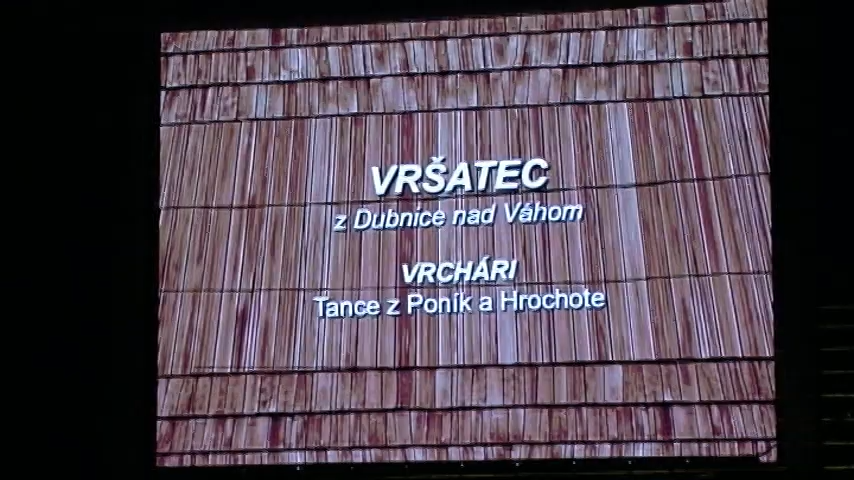 VRŠATEC
z Dubnice nad Váhom
VRCHÁRI
Tance z Poník a Hrochote